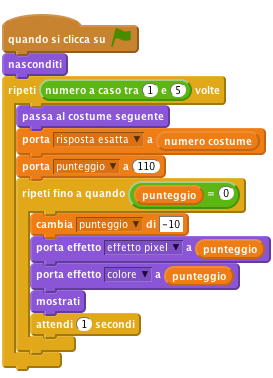 quando si clicca su
nasconditi
ripeti numero a caso tra 1 e 5 volte
passa al costume seguente
porta risposta esatta a numero costume
porta punteggio a 110
ripeti fino a quando punteggio = 0
cambia punteggio di -10
porta effetto effetto pixel a punteggio
porta effetto colore a punteggio
mostrati
attendi 1 secondi